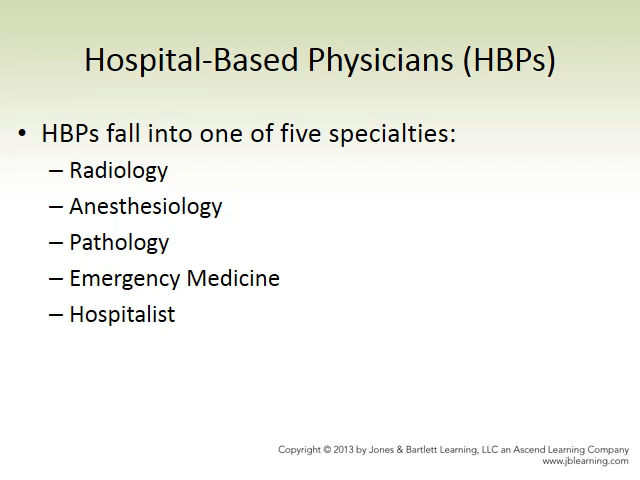 Hospital-Based Physicians (HBPs)
• HBPs fall into one of five specialties:
– Radiology
– Anesthesiology
– Pathology
– Emergency Medicine
– Hospitalist
Copyright © 2013 by Jones & Bartlett Learning, LLC an Ascend Learning Company
www.jblearning.com